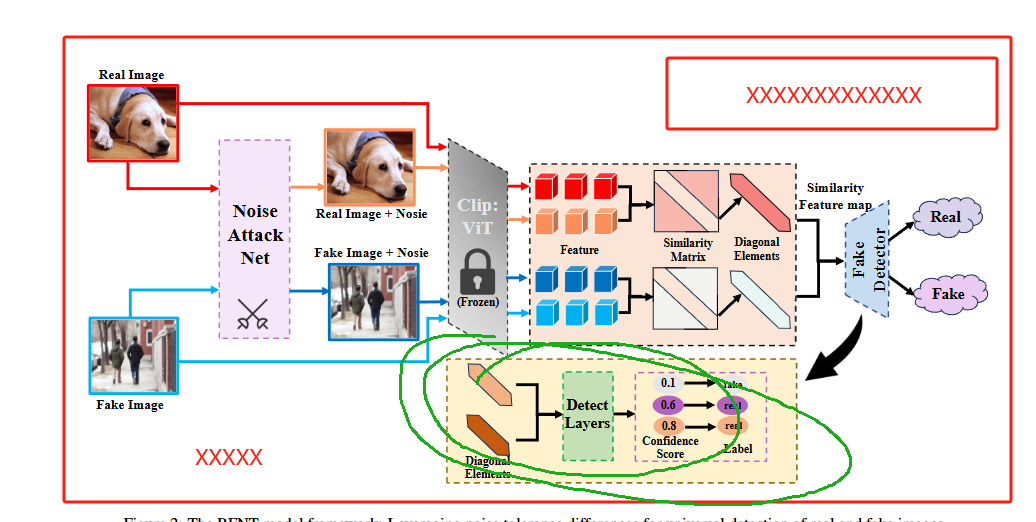 Real Image
XXXXXXXXXXXXX
Noise
Attack
Net
Real Image + Nosie
Fake Image + Nosie
Fake Image
Clip:
ViT
(Frozen)
Feature
Similarity
Matrix
Diagonal
Elements
Similarity
Feature map
Fake
Detector
Real
Fake
Diagonal
Elements
Detect
Layers
0.1
fake
0.6
real
0.8
real
Confidence
Score
Label
XXXXX